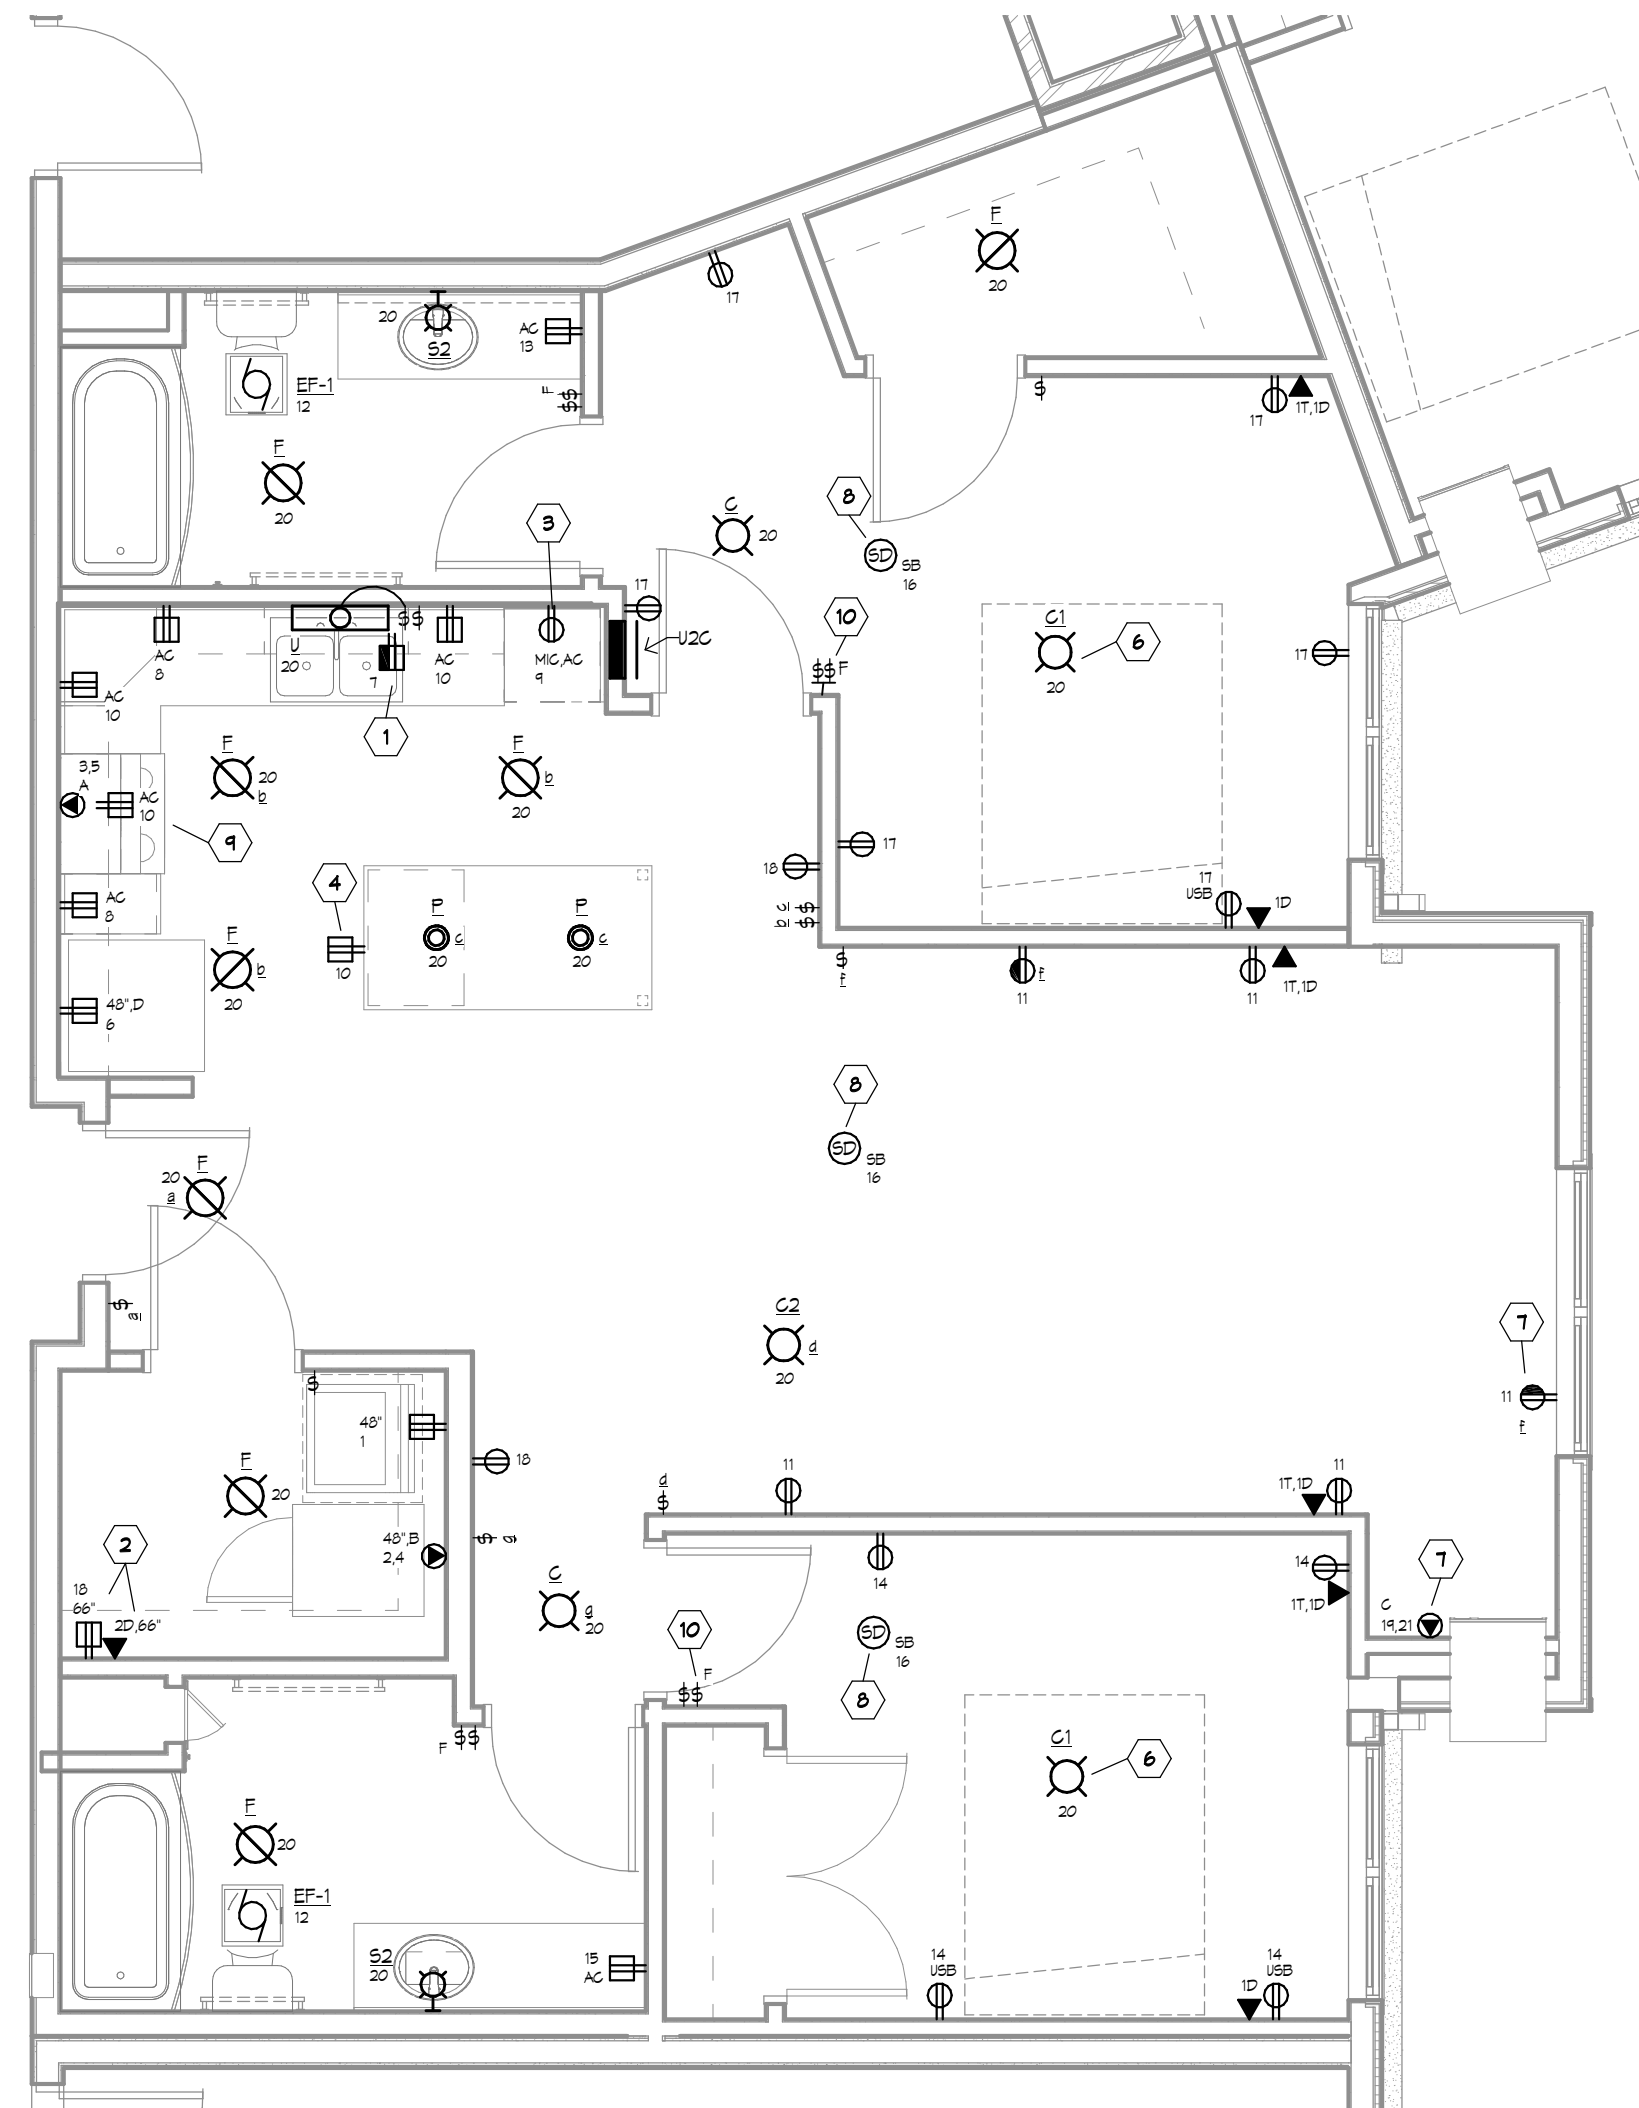 F
20
17
20
S2
AC
13
EF-1
12
F
$$
F
20
$
17
1T,1D
3
C
20
8
SD
SB
16
17
U2C
10
$$ F
C1
20
6
17
$$
U
20
7
AC
8
AC
10
MIC,AC
9
AC
10
1
F
20
b
F
b
20
3,5
A
AC
10
9
17
18
4
10
P
c
20
P
c
20
c
b
$$
$$
17
USB
1D
AC
8
F
b
20
48",D
6
$
f
11
f
11
1T,1D
8
SD
SB
16
F
20
a
$
a
C2
d
20
7
11
f
$
48"
1
18
F
20
d
$
11
1T,1D
11
2
18
66"
2D,66"
48",B
2,4
$
g
C
g
20
14
14
1T,1D
7
C
19,21
10
F
$$
SD
SB
16
8
F
$$
C1
20
6
F
20
EF-1
12
S2
20
15
AC
14
USB
1D
14
USB